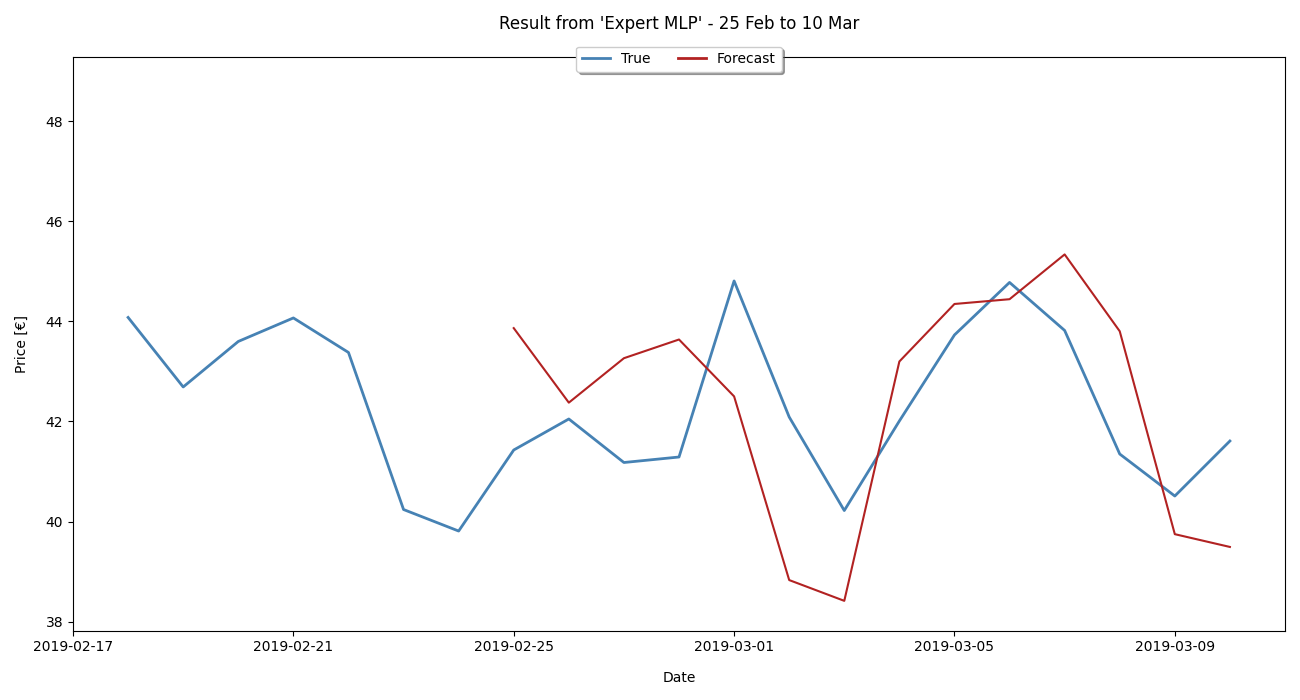 Result from 'Expert MLP' - 25 Feb to 10 Mar
True Forecast
48
46
44
42
40
38
Price [€]
2019-02-17 2019-02-21 2019-02-25 2019-03-01 2019-03-05 2019-03-09
Date